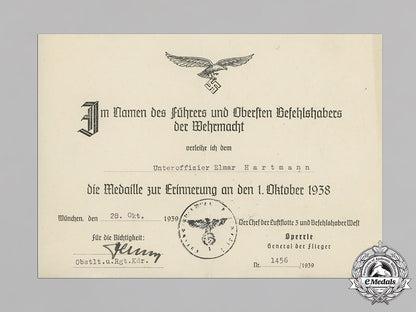 Im Namen des Führers und Obersten Befehlshabers
der Wehrmacht
verleihe ich dem
Unteroffizier Elmar Hartmann
die Medaille zur Erinnerung an den 1. Oktober 1938
München, den 28. Okt. 1939
Der Chef der Luftflotte 3 und Befehlshaber West
Für die Richtigkeit:
Sperrle
General der Flieger
Obstlt.u.Rgt.Kdr.
Nr. 1456 /1939
eMedals.com